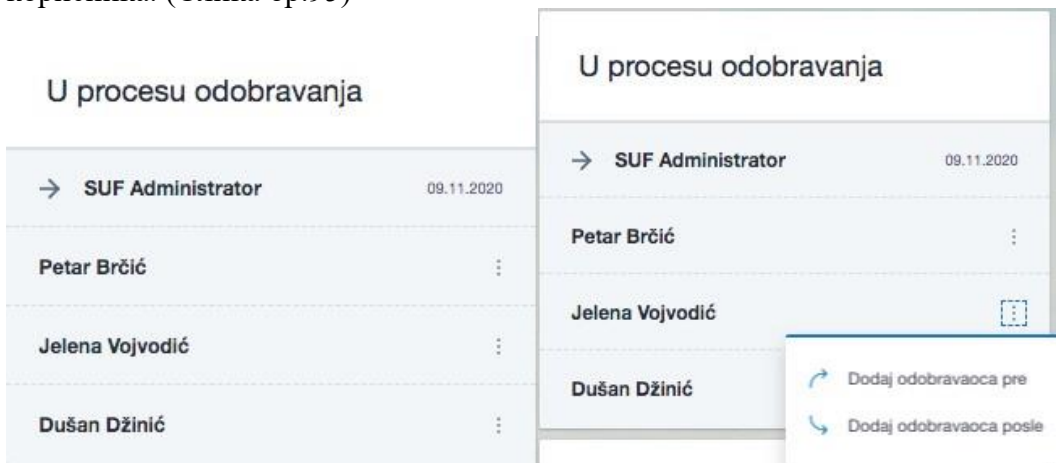 U procesu odobravanja
→ SUF Administrator 09.11.2020
Petar Brčić
Jelena Vojvodić
Dušan Džinić
U procesu odobravanja
→ SUF Administrator 09.11.2020
Petar Brčić
Jelena Vojvodić
Dušan Džinić
Dodaj odobravaoca pre
Dodaj odobravaoca posle